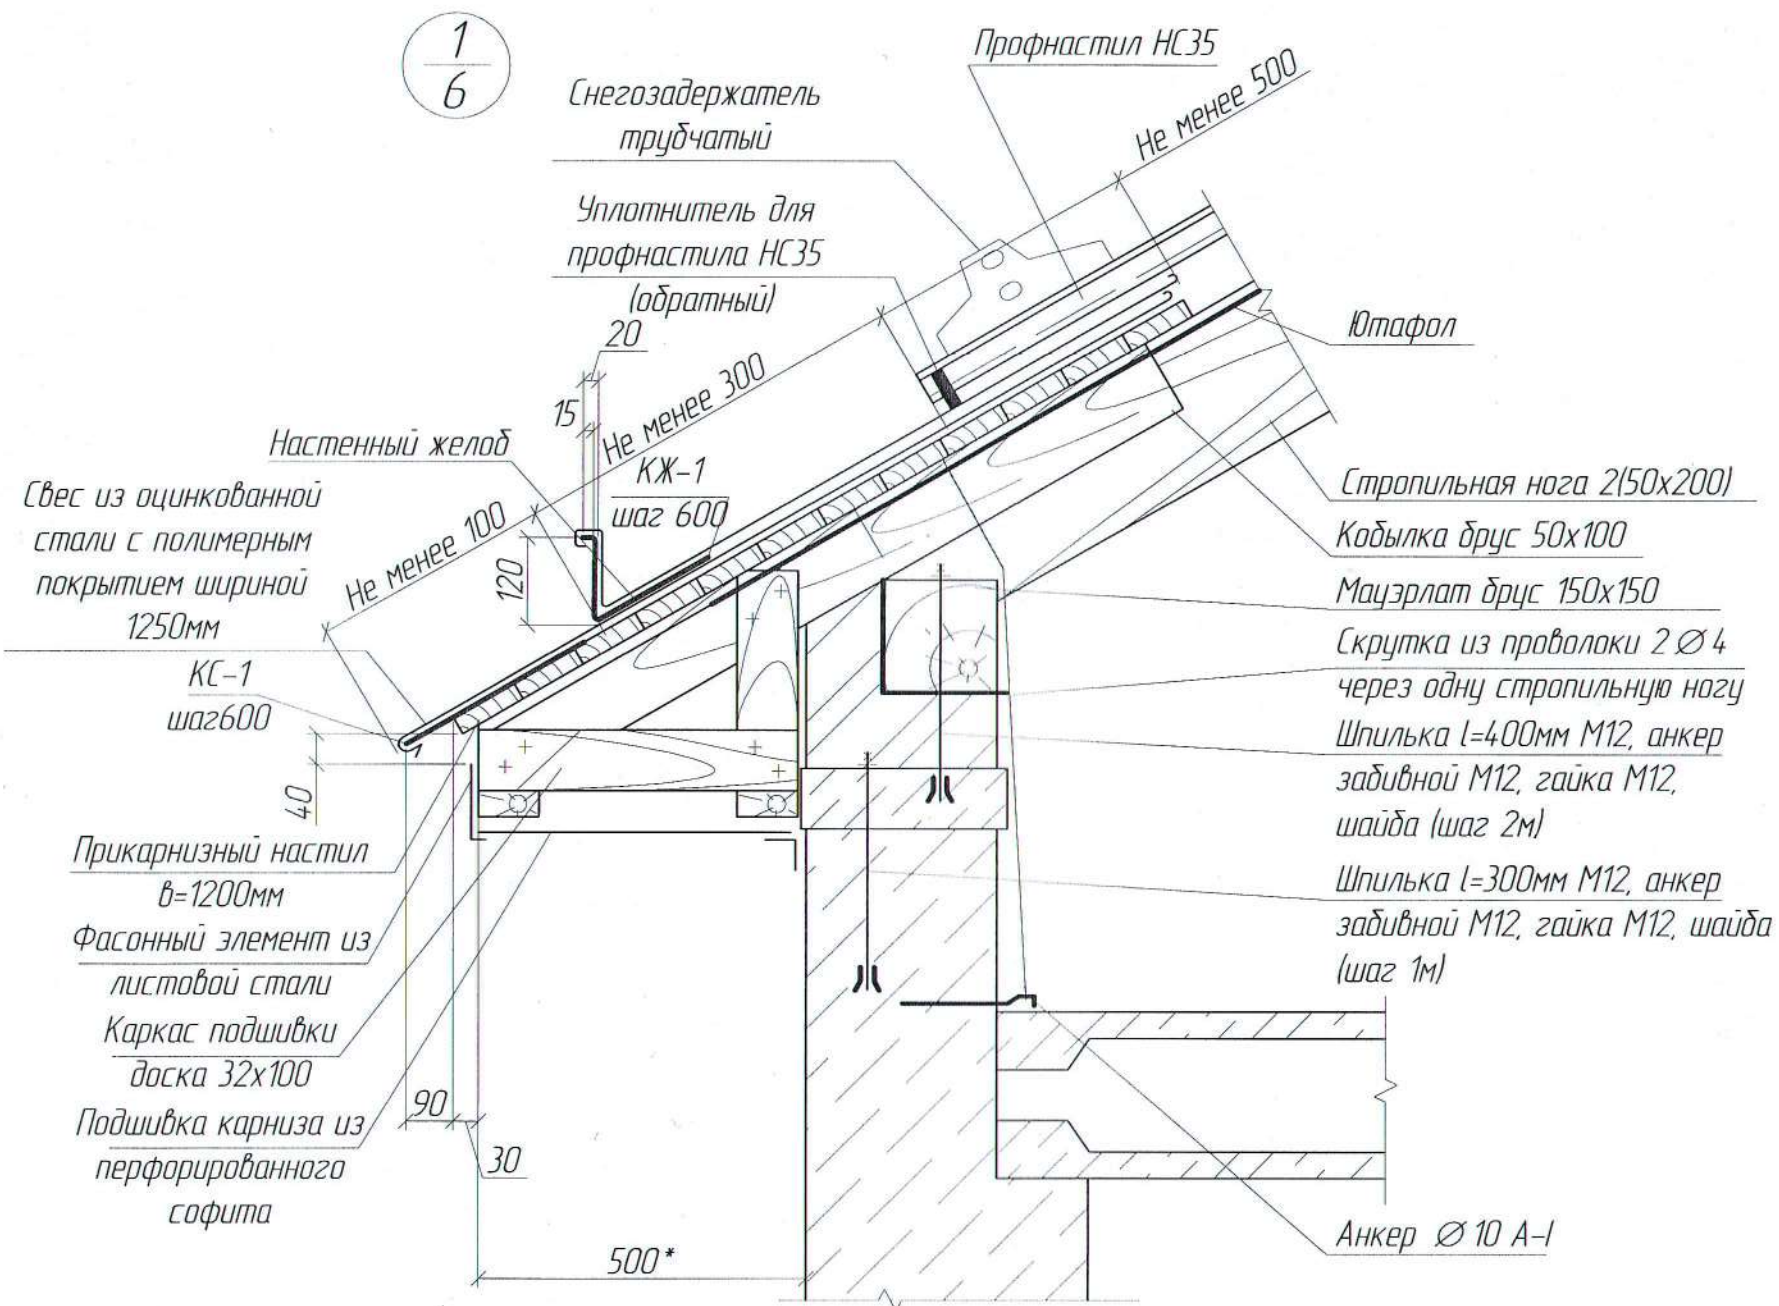 1
6
Профнастил НС35
Снегозадержатель
трубчатый
Не менее 500
Уплотнитель для
профнастила НС35
(обратный)
20
Ютафол
Не менее 300
15
Настенный желоб
КЖ-1
шаг 600
Свес из оцинкованной
стали с полимерным
покрытием шириной
1250мм
Не менее 100
120
КС-1
шаг600
40
Стропильная нога 2(50х200)
Кобылка брус 50х100
Мауэрлат брус 150х150
Скрутка из проволоки 2 Ø 4
через одну стропильную ногу
Шпилька l=400мм М12, анкер
забивной М12, гайка М12,
шайба (шаг 2м)
Шпилька l=300мм М12, анкер
забивной М12, гайка М12, шайба
(шаг 1м)
Прикарнизный настил
в=1200мм
Фасонный элемент из
листовой стали
Каркас подшивки
доска 32х100
90
Подшивка карниза из
перфорированного
софита
30
500*
Анкер Ø 10 А-I